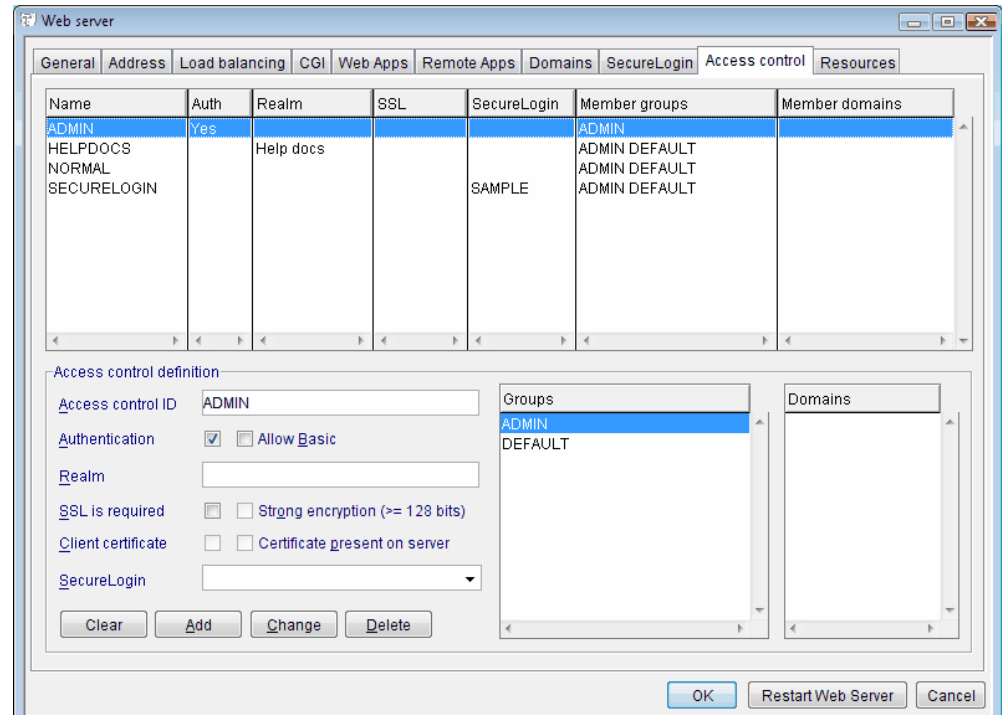 Web server
General Address Load balancing CGI Web Apps Remote Apps Domains SecureLogin Access control Resources
Name Auth Realm SSL SecureLogin Member groups Member domains
ADMIN Yes ADMIN
HELPDOCS Help docs ADMIN DEFAULT
NORMAL ADMIN DEFAULT
SECURELOGIN SAMPLE ADMIN DEFAULT
Access control definition
Access control ID ADMIN
Authentication Allow Basic
Realm
SSL is required Strong encryption (>= 128 bits)
Client certificate Certificate present on server
SecureLogin
Clear Add Change Delete
Groups
ADMIN
DEFAULT
Domains
OK Restart Web Server Cancel